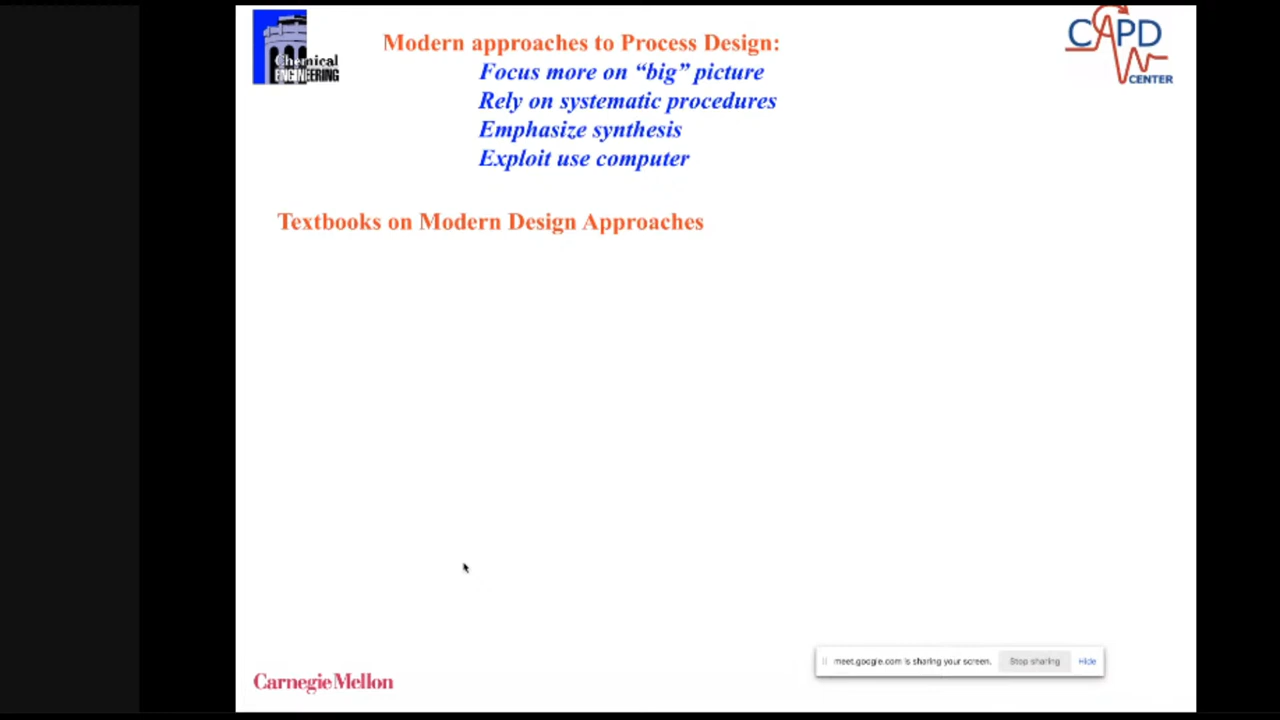 Chemical
ENGINEERING
Modern approaches to Process Design:
Focus more on “big” picture
Rely on systematic procedures
Emphasize synthesis
Exploit use computer
CAPD
CENTER
Textbooks on Modern Design Approaches
meet.google.com is sharing your screen.
Stop sharing
Hide
Carnegie Mellon